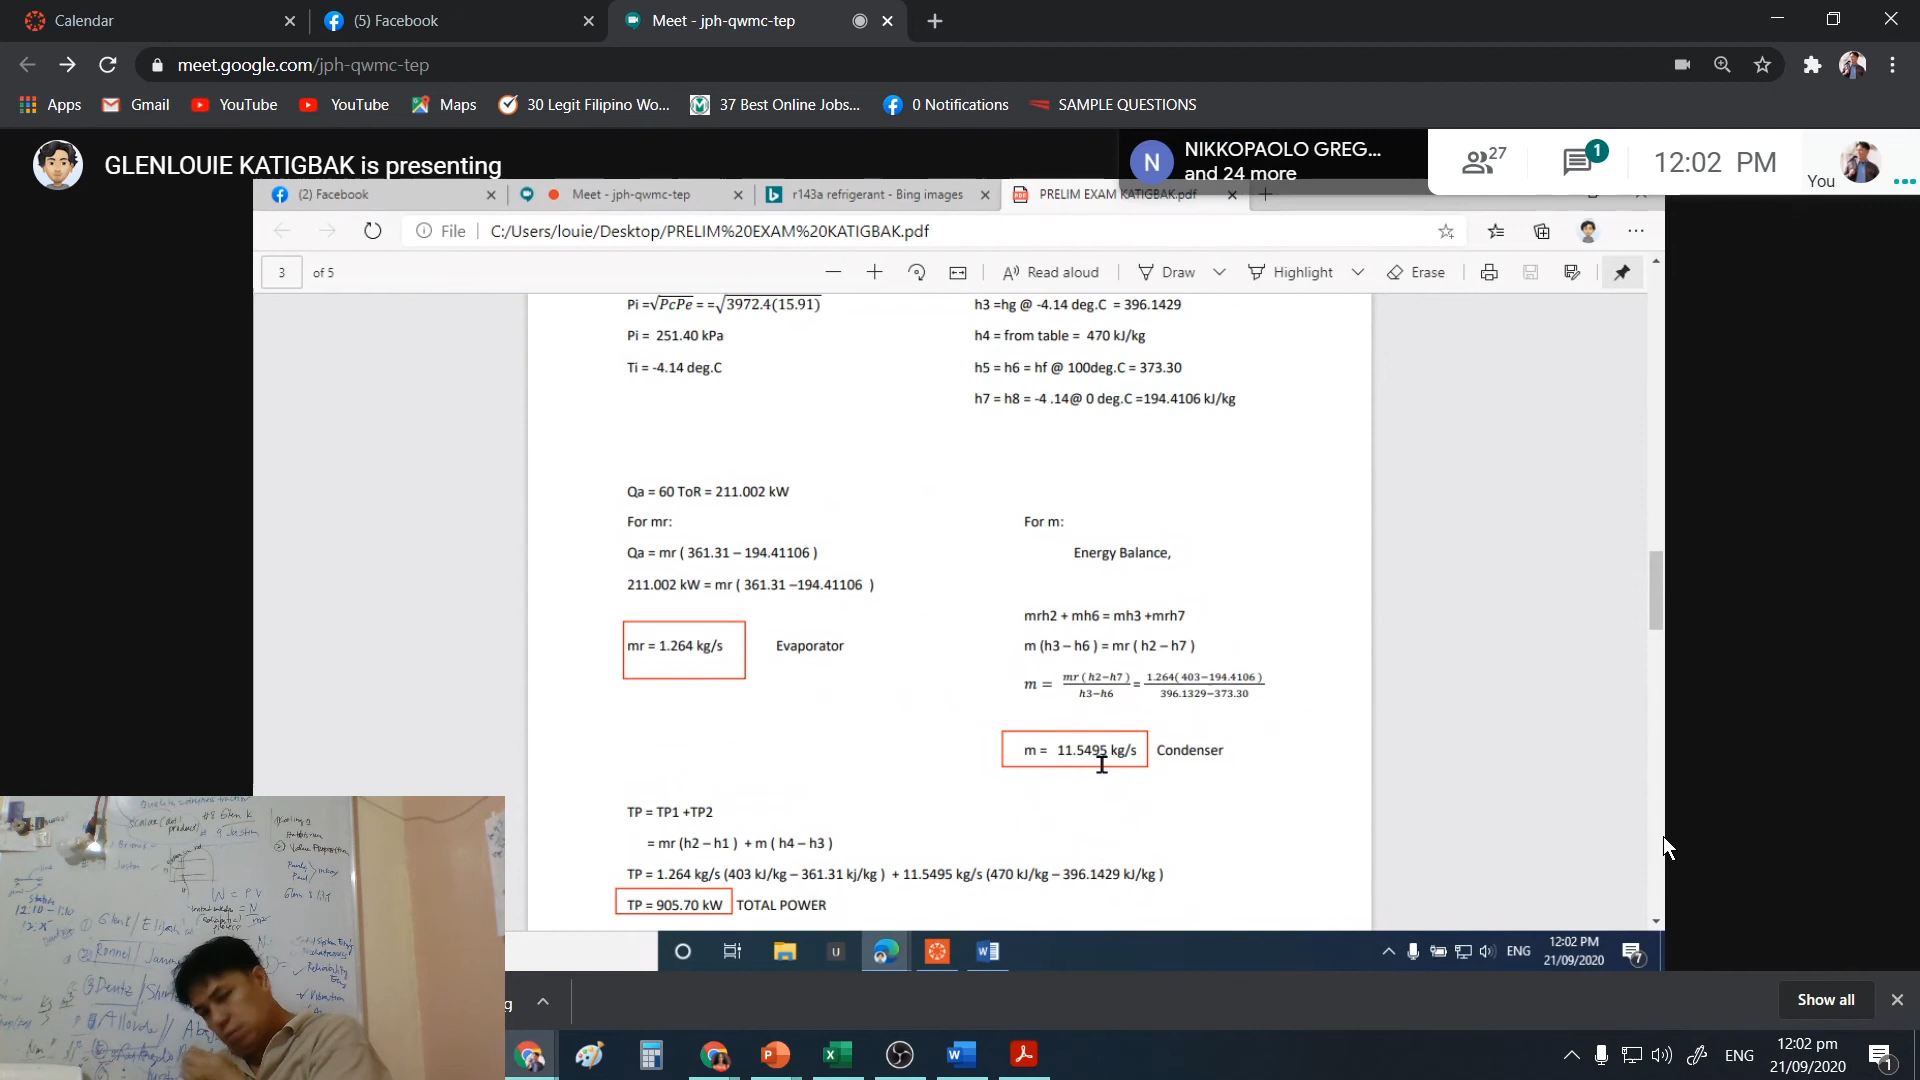 Calendar
(5) Facebook
Meet - jph-qwmc-tep
meet.google.com/jph-qwmc-tep
Apps
Gmail
YouTube
YouTube
Maps
30 Legit Filipino Wo...
37 Best Online Jobs...
0 Notifications
SAMPLE QUESTIONS
GLENLOUIE KATIGBAK is presenting
N
NIKKOPAOLO GREG...
and 24 more
27
1
12:02 PM
You
(2) Facebook
Meet - jph-qwmc-tep
r143a refrigerant - Bing images
PRELIM EXAM KATIGBAK.pdf
File
C:/Users/louie/Desktop/PRELIM%20EXAM%20KATIGBAK.pdf
3 of 5
Read aloud
Draw
Highlight
Erase
Pi =√PcPe = =√3972.4(15.91)
Pi = 251.40 kPa
Ti = -4.14 deg.C
h3 =hg @ -4.14 deg.C = 396.1429
h4 = from table = 470 kJ/kg
h5 = h6 = hf @ 100deg.C = 373.30
h7 = h8 = -4 .14@ 0 deg.C =194.4106 kJ/kg
Qa = 60 ToR = 211.002 kW
For mr:
Qa = mr ( 361.31 – 194.41106 )
211.002 kW = mr ( 361.31 –194.41106 )
mr = 1.264 kg/s Evaporator
For m:
Energy Balance,
mrh2 + mh6 = mh3 +mrh7
m (h3 – h6 ) = mr ( h2 – h7 )
m = mr ( h2−h7 ) / h3−h6 = 1.264( 403−194.4106 ) / 396.1329−373.30
m = 11.5495 kg/s Condenser
TP = TP1 +TP2
= mr (h2 – h1 ) + m ( h4 – h3 )
TP = 1.264 kg/s (403 kJ/kg – 361.31 kj/kg ) + 11.5495 kg/s (470 kJ/kg – 396.1429 kJ/kg )
TP = 905.70 kW TOTAL POWER
U
ENG
12:02 PM
21/09/2020
7
W = P V
Vibration
Show all
ENG
12:02 pm
21/09/2020
1